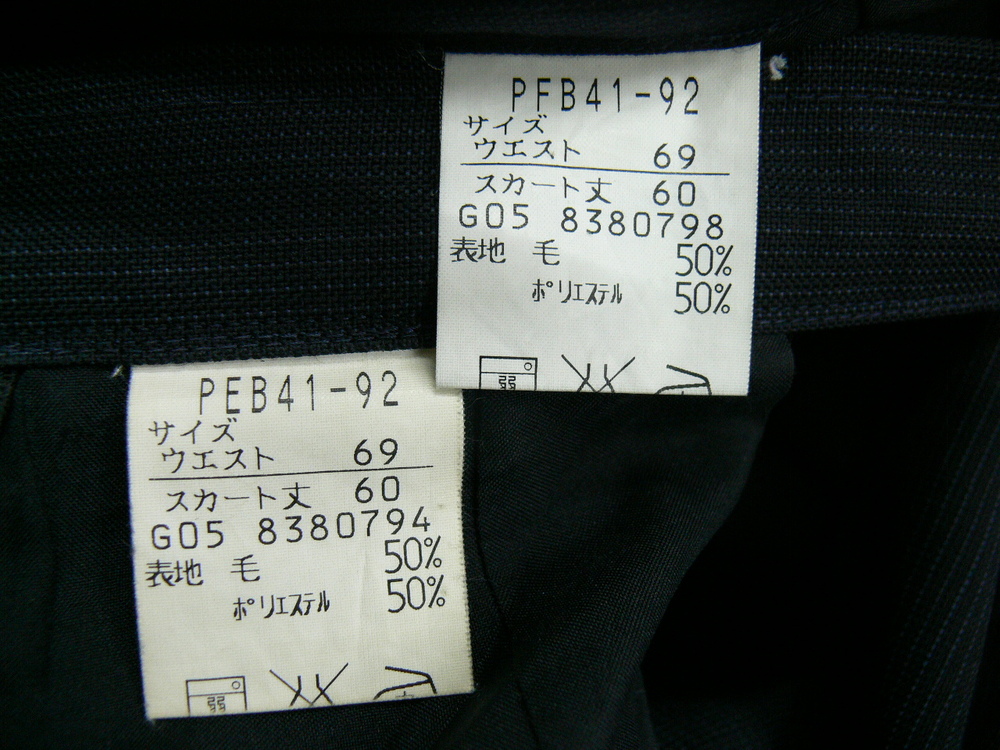 PFB41-92
サイズ
ウエスト 69
スカート丈 60
G05 8380798
表地 毛 50%
ポリエステル 50%
弱
PEB41-92
サイズ
ウエスト 69
スカート丈 60
G05 8380794
表地 毛 50%
ポリエステル 50%
弱